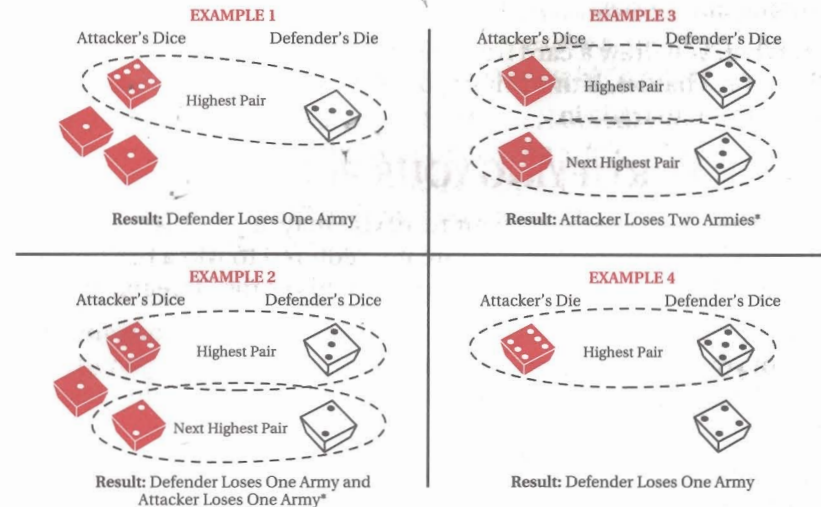 EXAMPLE 1
Attacker's Dice Defender's Die
Highest Pair
Result: Defender Loses One Army
EXAMPLE 3
Attacker's Dice Defender's Dice
Highest Pair
Next Highest Pair
Result: Attacker Loses Two Armies*
EXAMPLE 2
Attacker's Dice Defender's Dice
Highest Pair
Next Highest Pair
Result: Defender Loses One Army and
Attacker Loses One Army*
EXAMPLE 4
Attacker's Die Defender's Dice
Highest Pair
Result: Defender Loses One Army